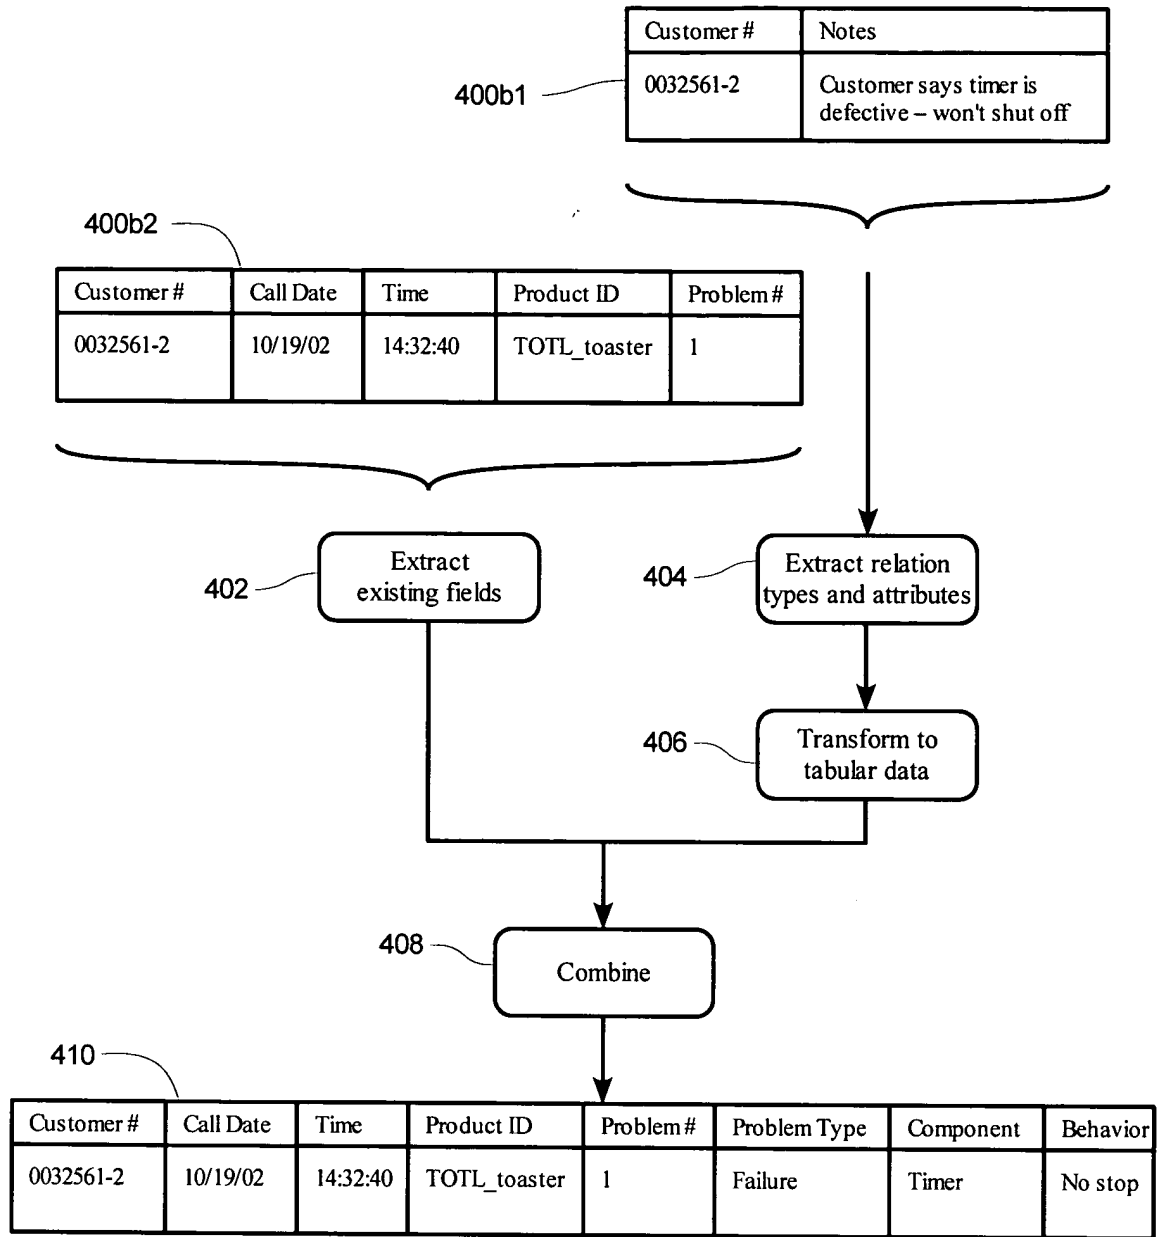 Customer # Notes
400b1
0032561-2 Customer says timer is
defective – won't shut off
400b2
Customer # Call Date Time Product ID Problem #
0032561-2 10/19/02 14:32:40 TOTL_toaster 1
402
Extract
existing fields
404
Extract relation
types and attributes
406
Transform to
tabular data
408
Combine
410
Customer # Call Date Time Product ID Problem # Problem Type Component Behavior
0032561-2 10/19/02 14:32:40 TOTL_toaster 1 Failure Timer No stop